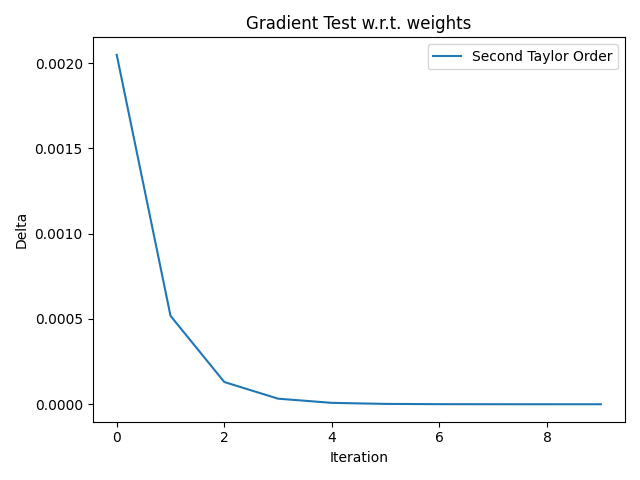 Gradient Test w.r.t. weights
Second Taylor Order
0.0020
0.0015
0.0010
0.0005
0.0000
Delta
0 2 4 6 8
Iteration